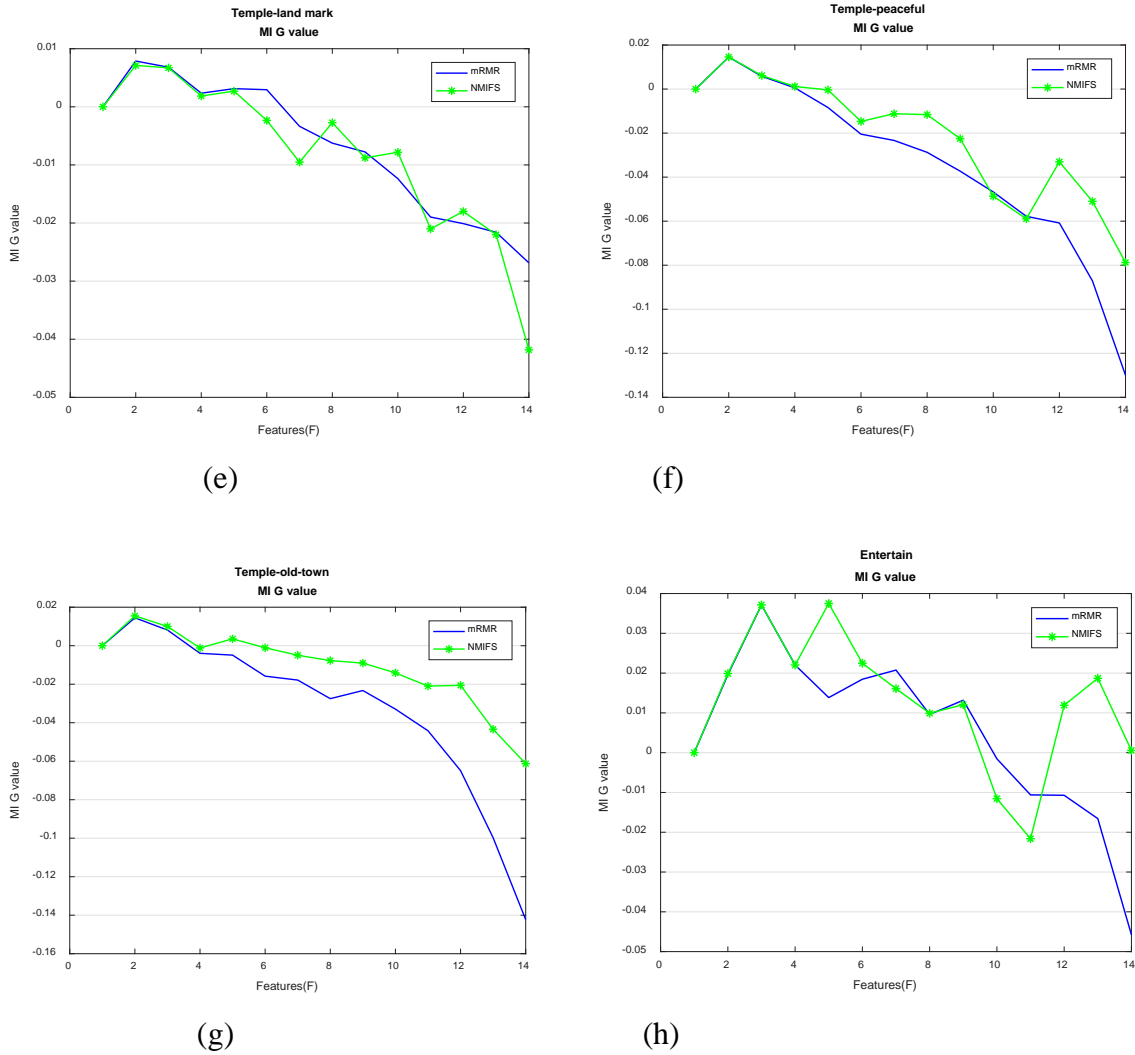 Temple-land mark
MI G value
0.01
0
-0.01
-0.02
-0.03
-0.04
-0.05
MI G value
mRMR
NMIFS
0 2 4 6 8 10 12 14
Features(F)
(e)
Temple-peaceful
MI G value
0.02
0
-0.02
-0.04
-0.06
-0.08
-0.1
-0.12
-0.14
MI G value
mRMR
NMIFS
0 2 4 6 8 10 12 14
Features(F)
(f)
Temple-old-town
MI G value
0.02
0
-0.02
-0.04
-0.06
-0.08
-0.1
-0.12
-0.14
-0.16
MI G value
mRMR
NMIFS
0 2 4 6 8 10 12 14
Features(F)
(g)
Entertain
MI G value
0.04
0.03
0.02
0.01
0
-0.01
-0.02
-0.03
-0.04
-0.05
MI G value
mRMR
NMIFS
0 2 4 6 8 10 12 14
Features(F)
(h)